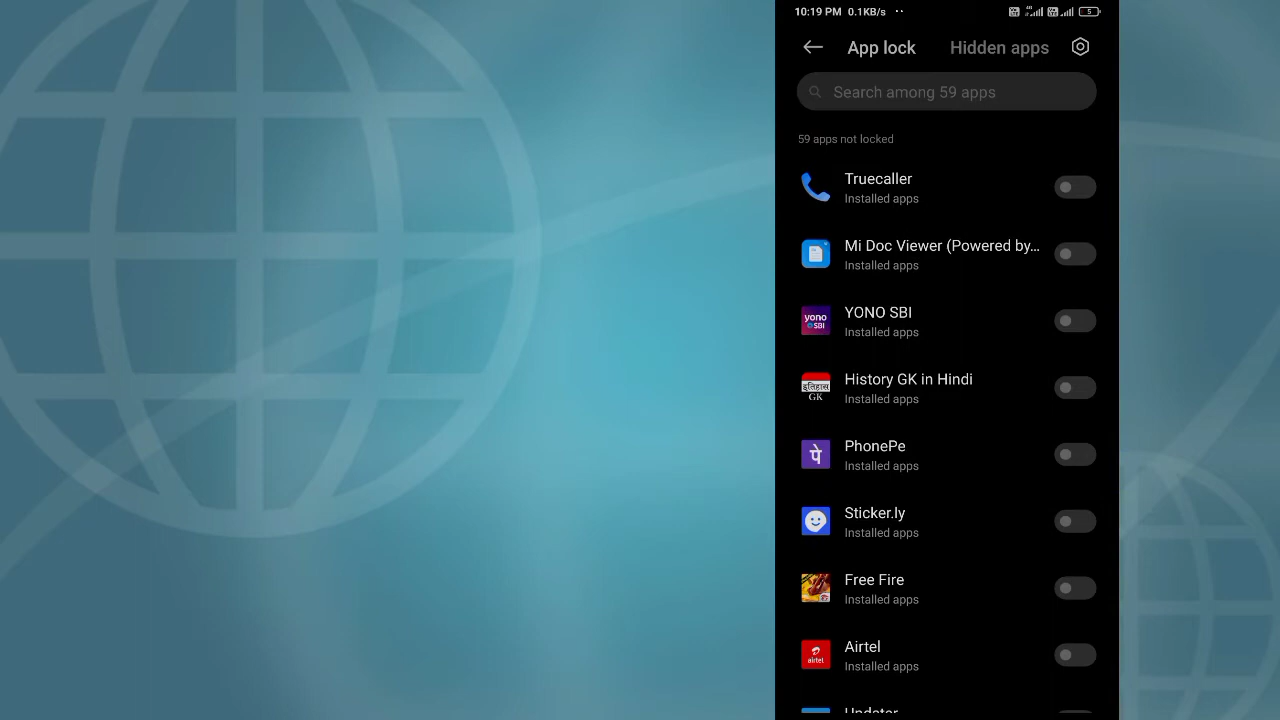 10:19 PM 0.1KB/s ··
5
App lock
Hidden apps
Search among 59 apps
59 apps not locked
Truecaller
Installed apps
Mi Doc Viewer (Powered by...
Installed apps
yono
SBI
YONO SBI
Installed apps
इतिहास
GK
History GK in Hindi
Installed apps
पे
PhonePe
Installed apps
Sticker.ly
Installed apps
Free Fire
Installed apps
airtel
Airtel
Installed apps
Updater